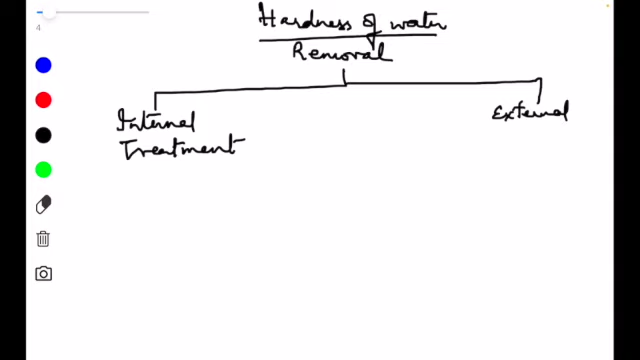 4
Hardness of water
Removal
Internal
Treatment
External